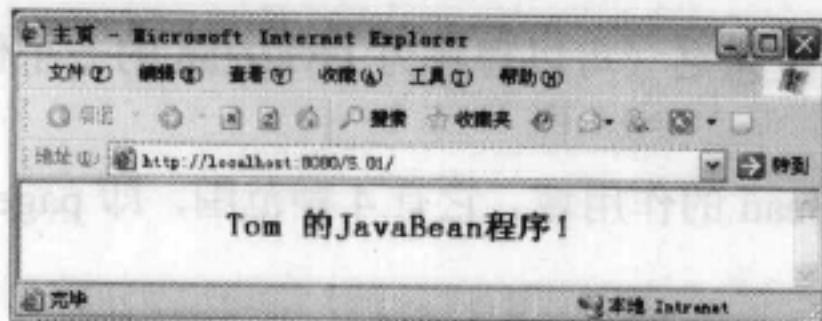 主页 - Microsoft Internet Explorer
文件(F) 编辑(E) 查看(V) 收藏(A) 工具(T) 帮助(H)
后退 搜索 收藏夹
地址(D) http://localhost:8080/5.01/ 转到
Tom 的JavaBean程序!
完毕 本地 Intranet